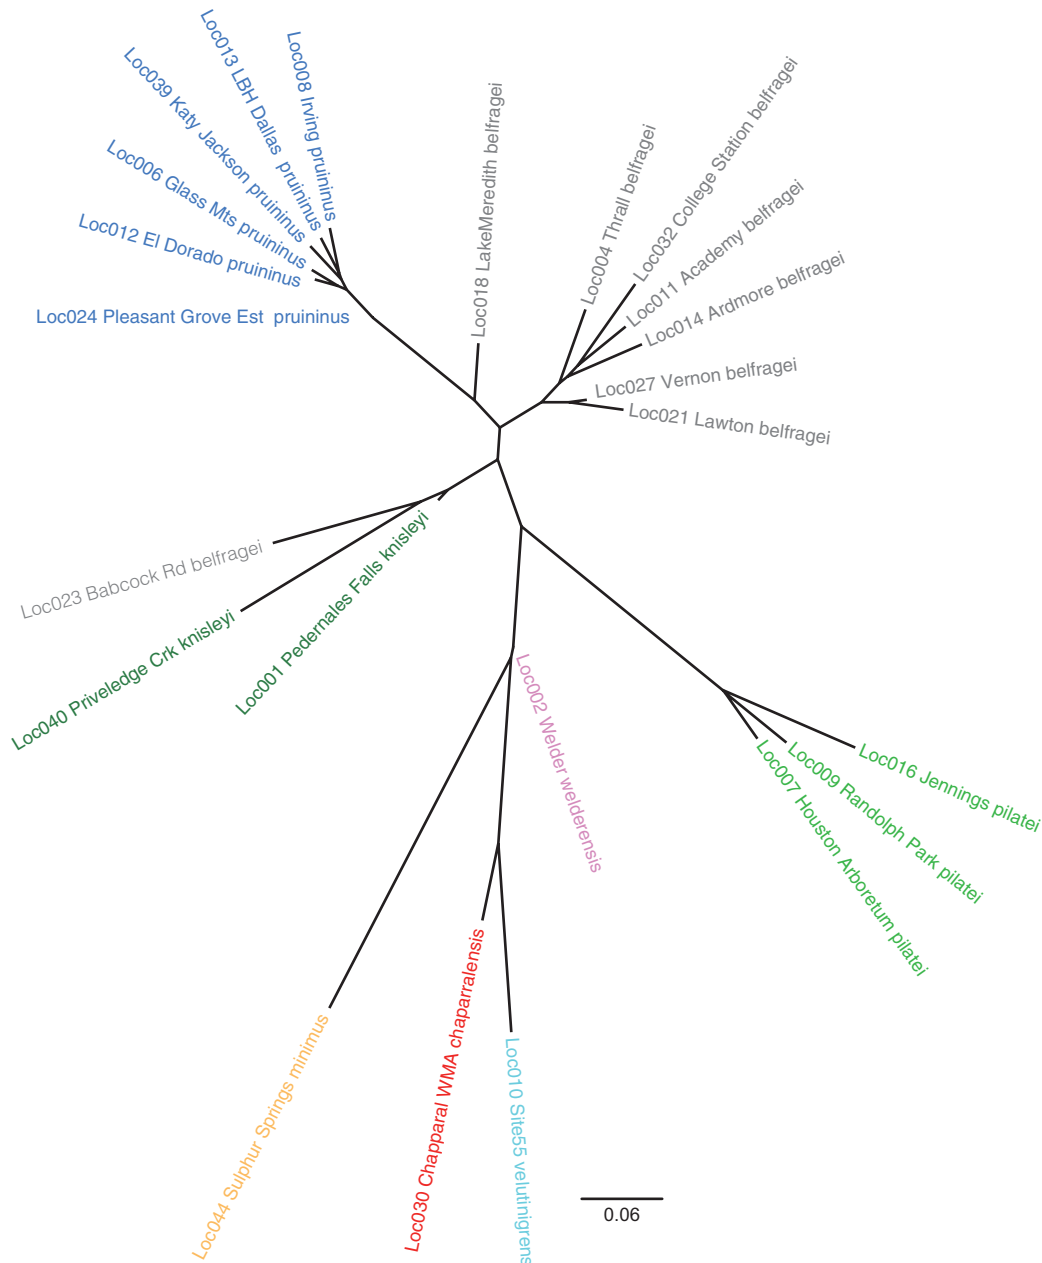 Loc008 Irving pruininus
Loc013 LBH Dallas  pruininus
Loc039 Katy Jackson pruininus
Loc006 Glass Mts pruininus
Loc012 El Dorado pruininus
Loc024 Pleasant Grove Est  pruininus
Loc018 LakeMeredith belfragei
Loc004 Thrall belfragei
Loc032 College Station belfragei
Loc011 Academy belfragei
Loc014 Ardmore belfragei
Loc027 Vernon belfragei
Loc021 Lawton belfragei
Loc023 Babcock Rd belfragei
Loc040 Priveledge Crk knisleyi
Loc001 Pedernales Falls knisleyi
Loc002 Welder welderensis
Loc016 Jennings pilatei
Loc009 Randolph Park pilatei
Loc007 Houston Arboretum pilatei
Loc044 Sulphur Springs minimus
Loc030 Chapparal WMA chaparralensis
Loc010 Site55 velutinigrens
0.06